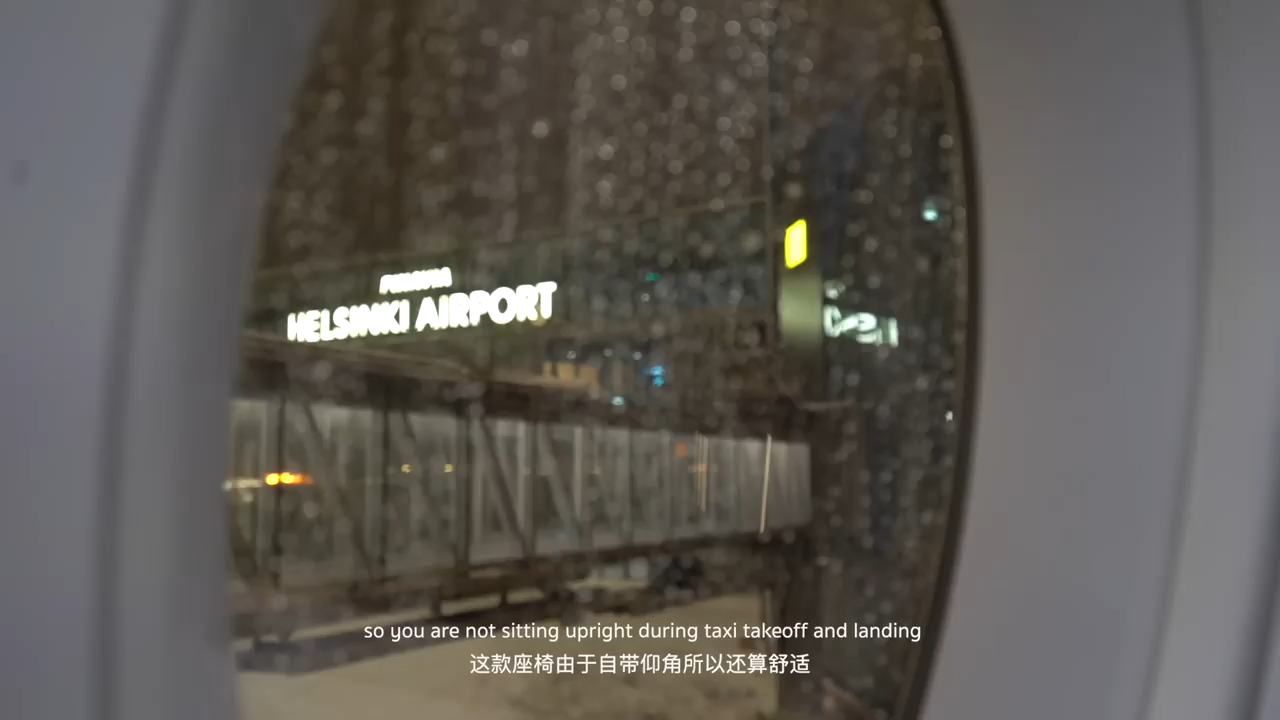 HELSINKI AIRPORT
so you are not sitting upright during taxi takeoff and landing
这款座椅由于自带仰角所以还算舒适